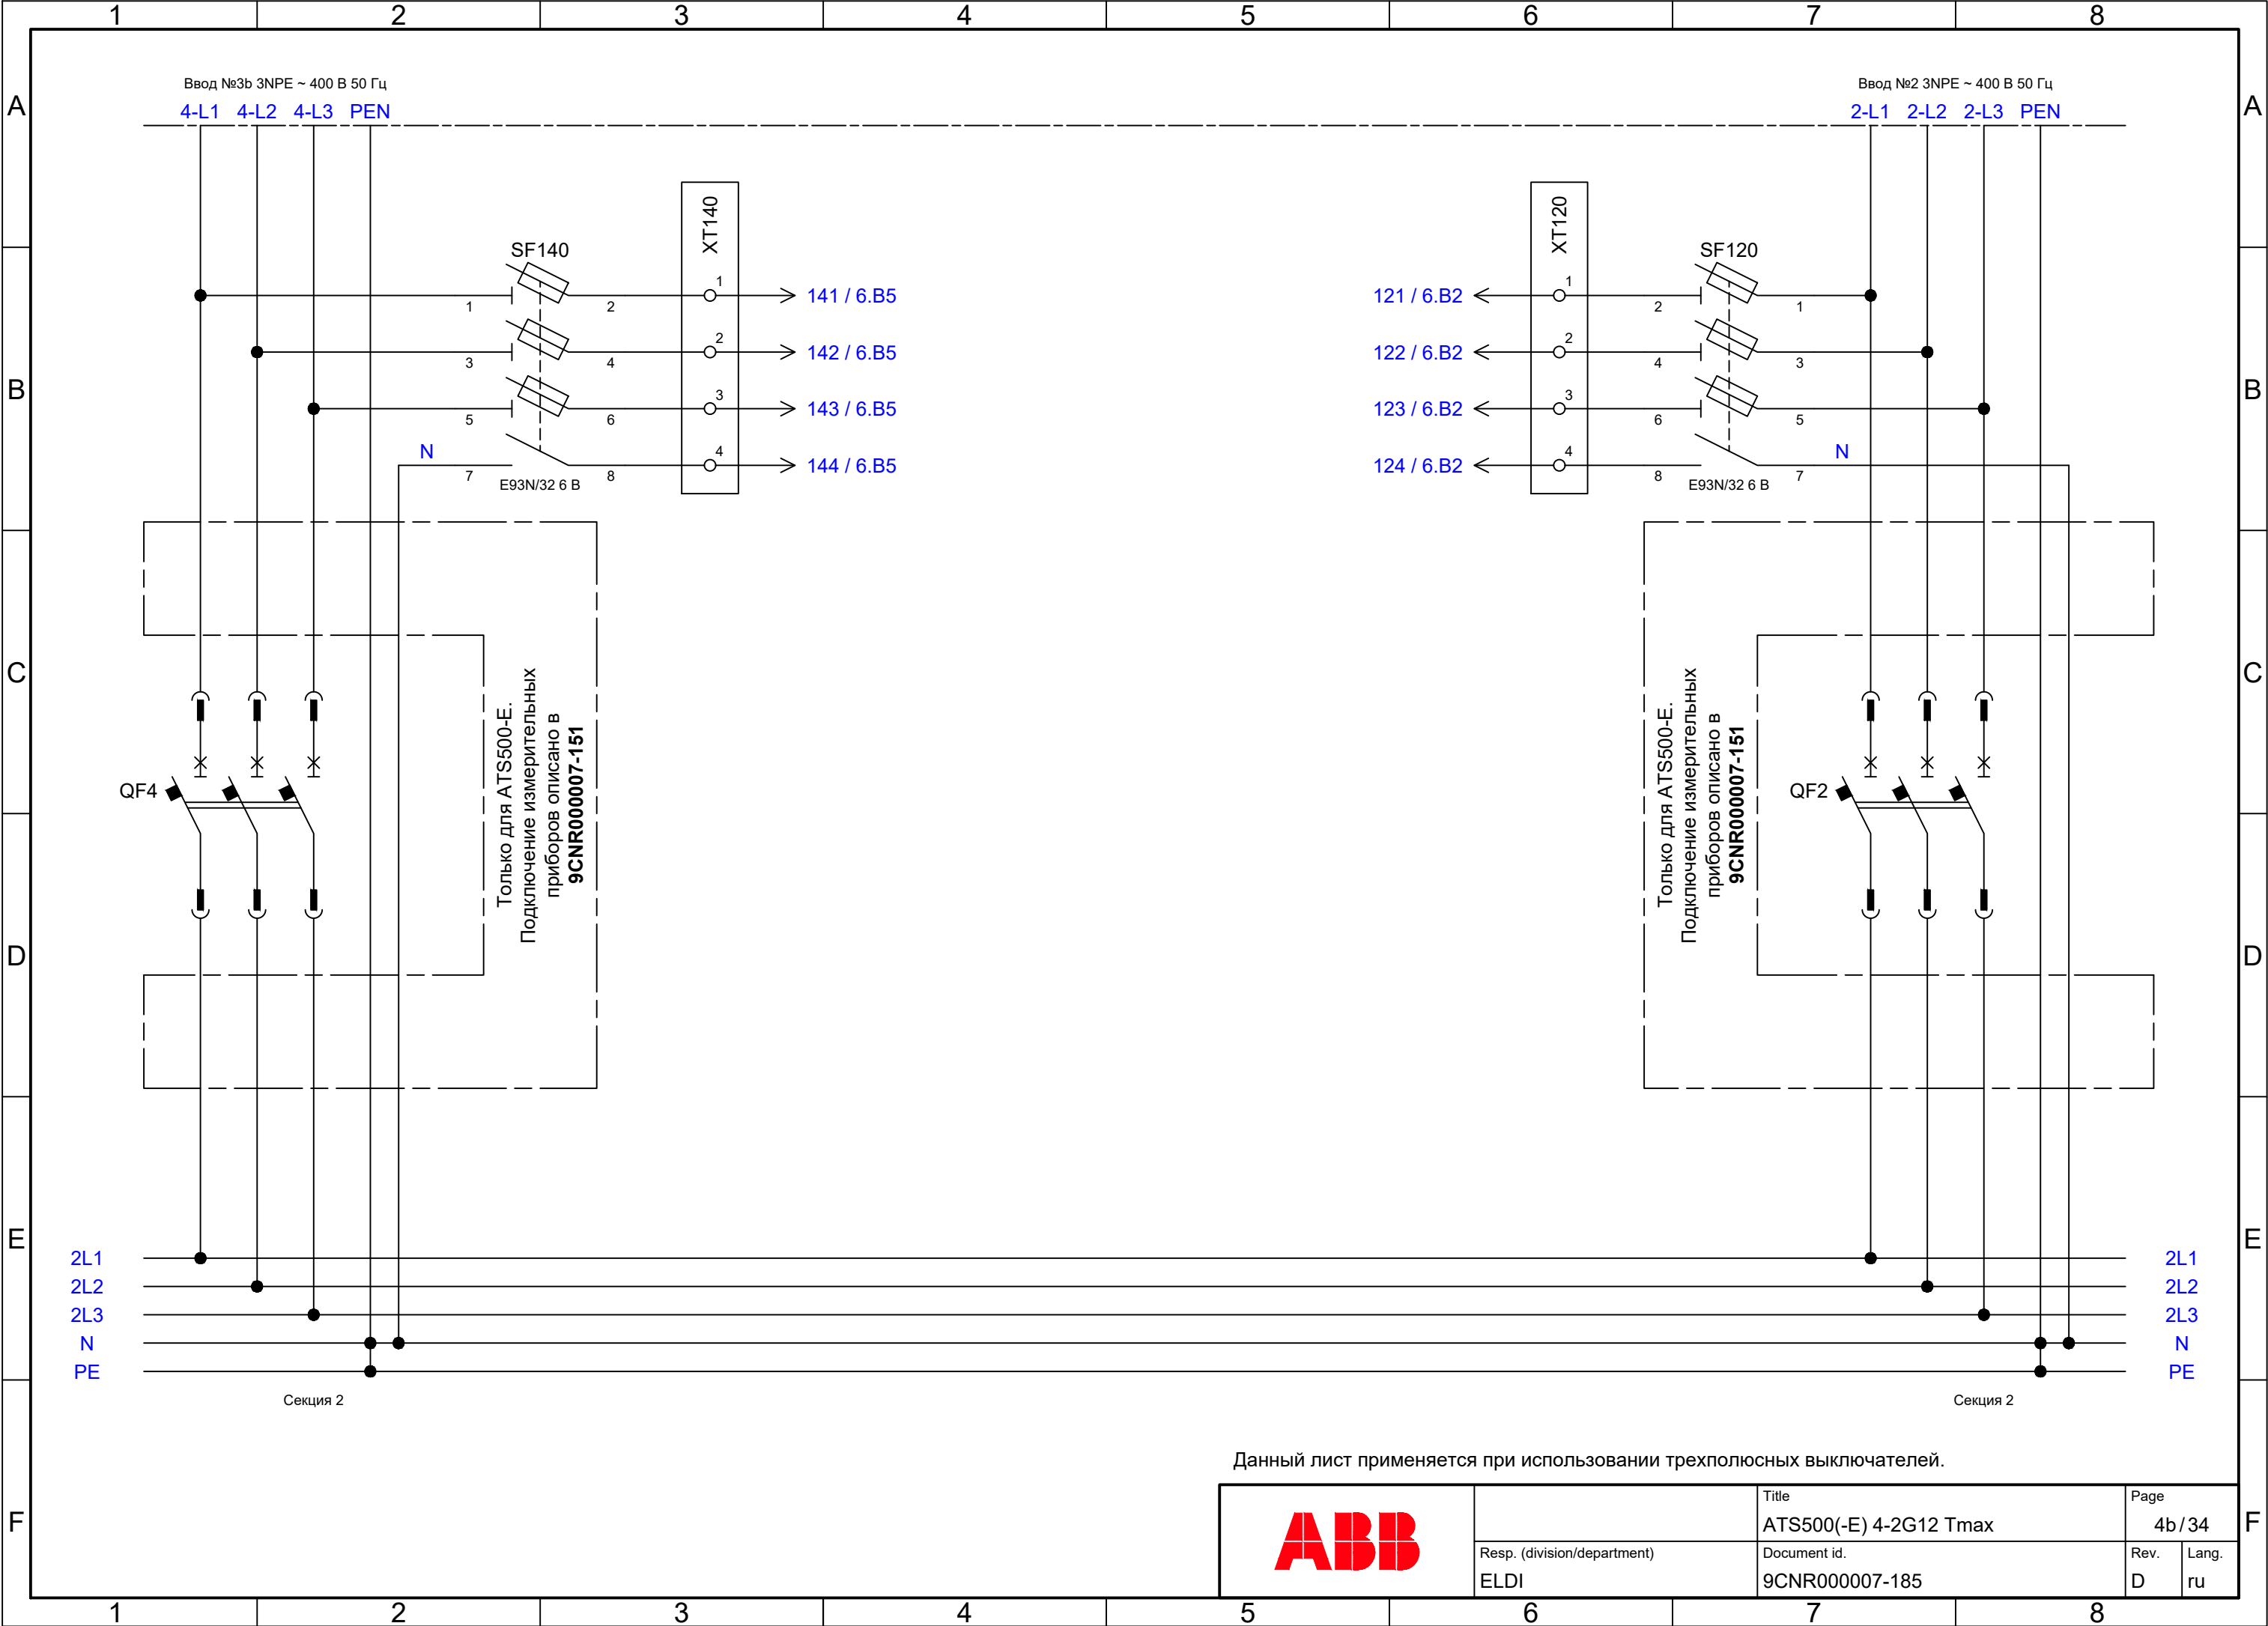 1 2 3 4 5 6 7 8
A A
B B
C C
D D
E E
F F
Ввод №3b 3NPE ~ 400 В 50 Гц
4-L1 4-L2 4-L3 PEN
Ввод №2 3NPE ~ 400 В 50 Гц
2-L1 2-L2 2-L3 PEN
SF140
XT140
1 2 1 141 / 6.B5
3 4 2 142 / 6.B5
5 6 3 143 / 6.B5
N
7 8 4 144 / 6.B5
E93N/32 6 В
XT120
SF120
121 / 6.B2 1 2 1
122 / 6.B2 2 4 3
123 / 6.B2 3 6 5
N
124 / 6.B2 4 8 7
E93N/32 6 В
QF4
Только для ATS500-E.
Подключение измерительных
приборов описано в
9CNR000007-151
Только для ATS500-E.
Подключение измерительных
приборов описано в
9CNR000007-151
QF2
2L1 2L1
2L2 2L2
2L3 2L3
N N
PE PE
Секция 2
Секция 2
Данный лист применяется при использовании трехполюсных выключателей.
ABB
Title
ATS500(-E) 4-2G12 Tmax
Page
4b/34
Resp. (division/department)
ELDI
Document id.
9CNR000007-185
Rev.
D
Lang.
ru
1 2 3 4 5 6 7 8